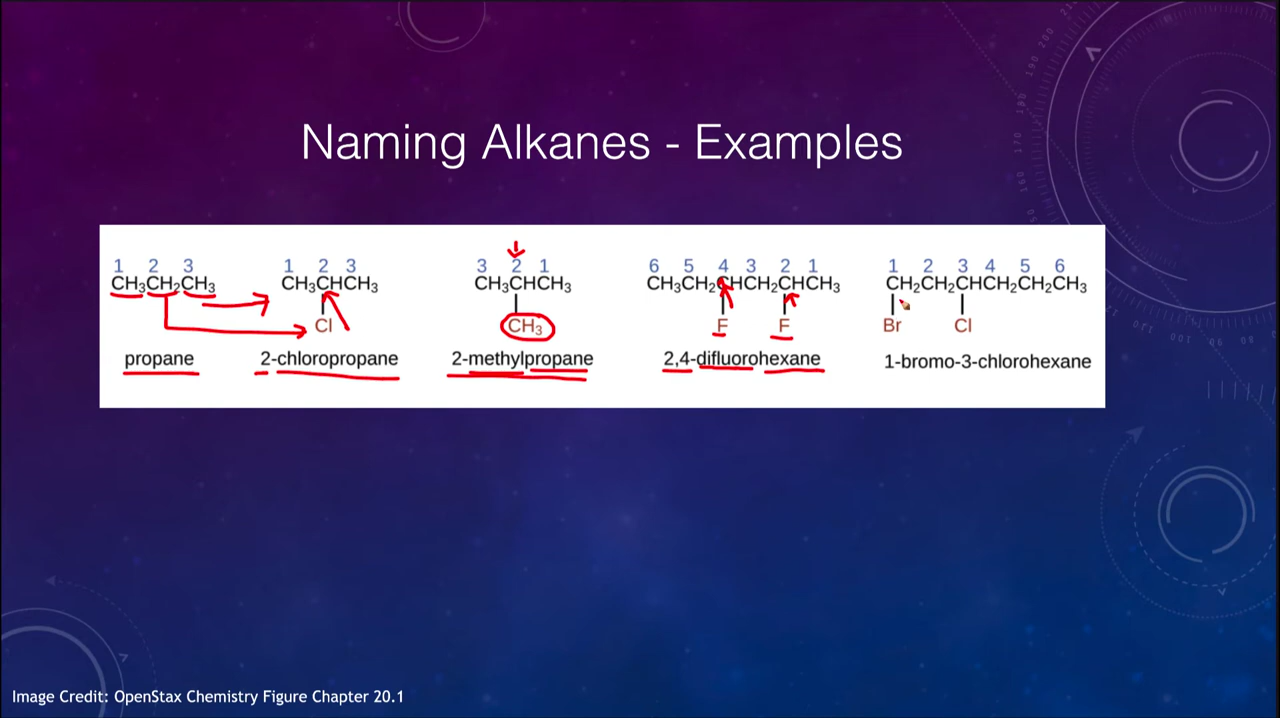 Naming Alkanes - Examples
1 2 3
CH₃CH₂CH₃
propane
1 2 3
CH₃CHCH₃
Cl
2-chloropropane
3 2 1
CH₃CHCH₃
CH₃
2-methylpropane
6 5 4 3 2 1
CH₃CH₂CHCH₂CHCH₃
F F
2,4-difluorohexane
1 2 3 4 5 6
CH₂CH₂CHCH₂CH₂CH₃
Br Cl
1-bromo-3-chlorohexane
Image Credit: OpenStax Chemistry Figure Chapter 20.1